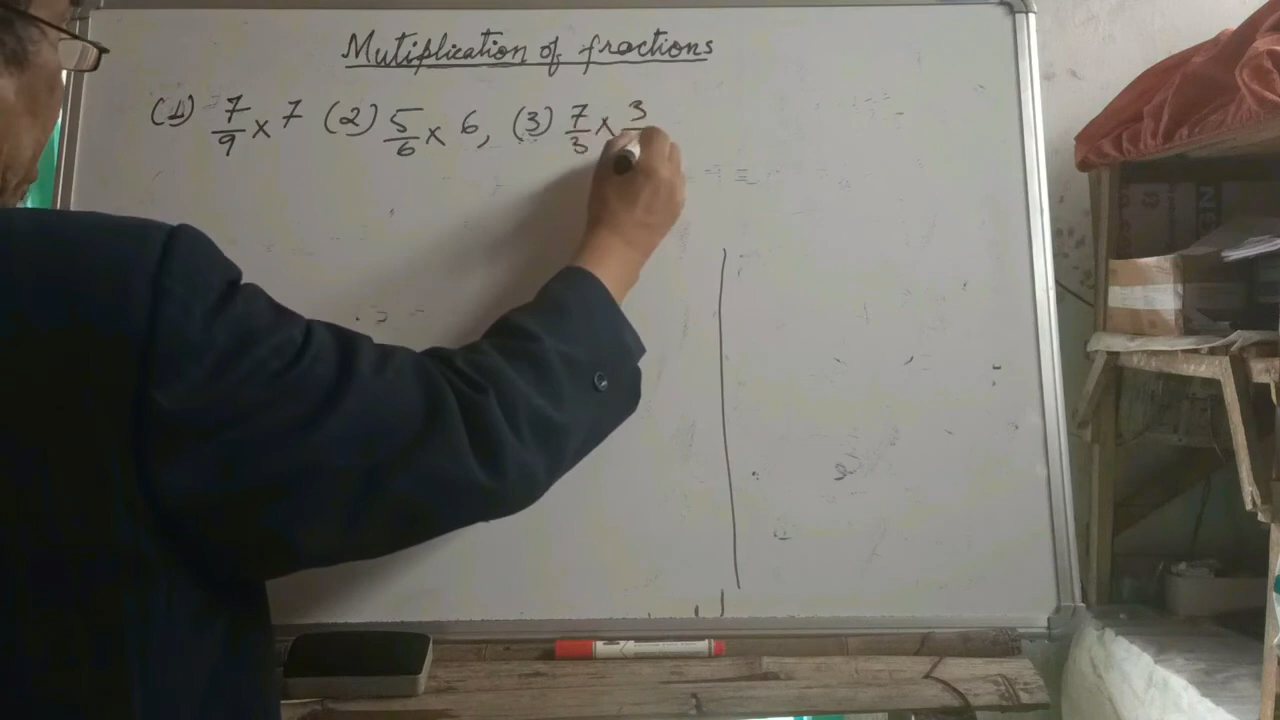 Mutiplication of fractions
(1) 7/9 x 7 (2) 5/6 x 6, (3) 7/3 x 3